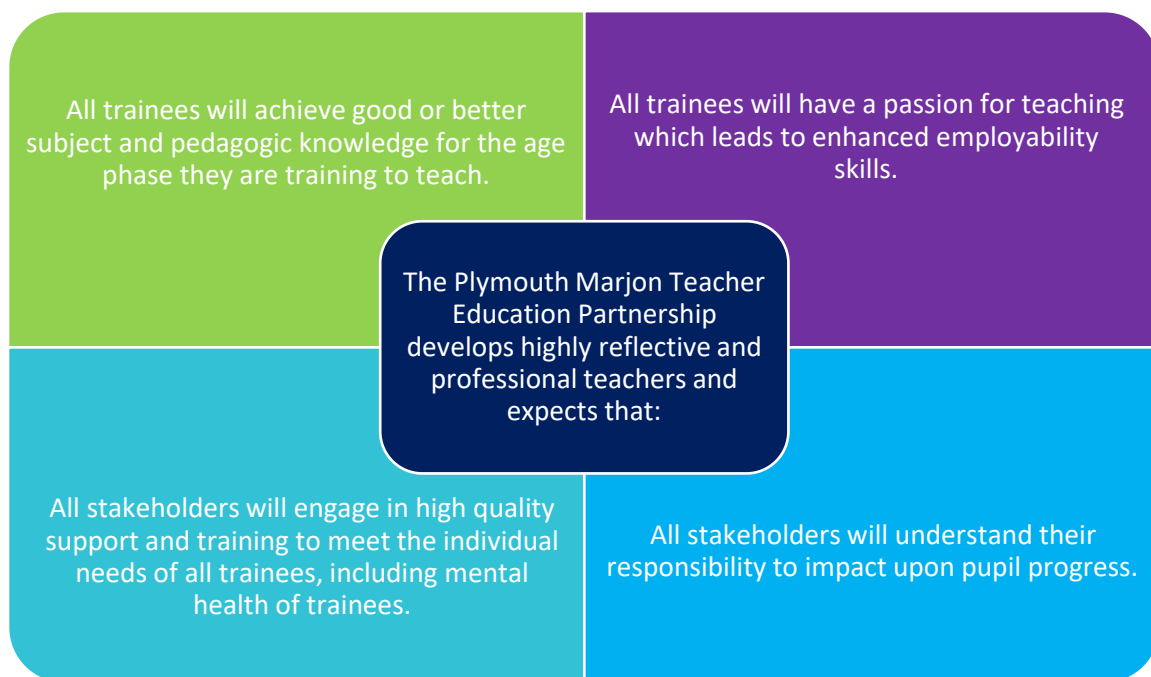 All trainees will achieve good or better
subject and pedagogic knowledge for the age
phase they are training to teach.
All trainees will have a passion for teaching
which leads to enhanced employability
skills.
The Plymouth Marjon Teacher
Education Partnership
develops highly reflective and
professional teachers and
expects that:
All stakeholders will engage in high quality
support and training to meet the individual
needs of all trainees, including mental
health of trainees.
All stakeholders will understand their
responsibility to impact upon pupil progress.